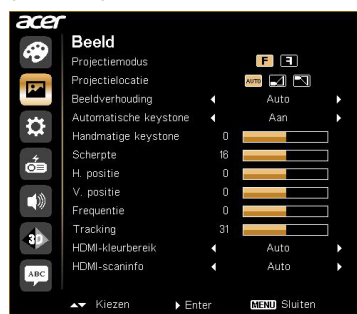 acer
Beeld
Projectiemodus F F
Projectielocatie AUTO
Beeldverhouding Auto
Automatische keystone Aan
Handmatige keystone 0
Scherpte 16
H. positie 0
V. positie 0
Frequentie 0
Tracking 31
HDMI-kleurbereik Auto
HDMI-scaninfo Auto
3D
ABC
Kiezen Enter MENU Sluiten